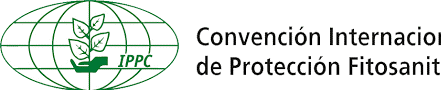 IPPC
Convención Internacion
de Protección Fitosanit